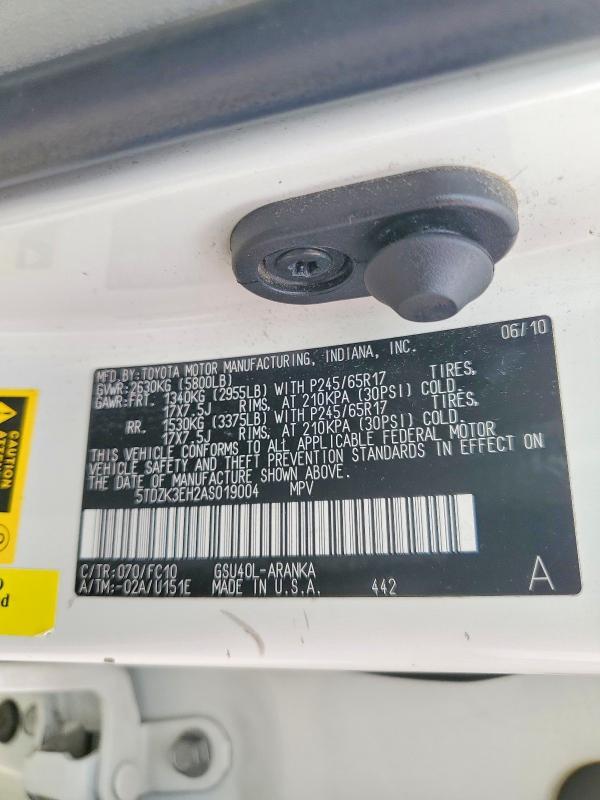 06/10
MFD.BY:TOYOTA MOTOR MANUFACTURING, INDIANA, INC.
GVWR:2630KG (5800LB)
GAWR:FRT. 1340KG (2955LB) WITH P245/65R17 TIRES,
17X7.5J RIMS, AT 210KPA (30PSI) COLD.
RR. 1530KG (3375LB) WITH P245/65R17 TIRES,
17X7.5J RIMS, AT 210KPA (30PSI) COLD.
THIS VEHICLE CONFORMS TO ALL APPLICABLE FEDERAL MOTOR
VEHICLE SAFETY AND THEFT PREVENTION STANDARDS IN EFFECT ON
THE DATE OF MANUFACTURE SHOWN ABOVE.
5TDZK3EH2AS019004 MPV
C/TR:070/FC10 GSU40L-ARANKA
A/TM:-02A/U151E MADE IN U.S.A. 442 A
CAUTION